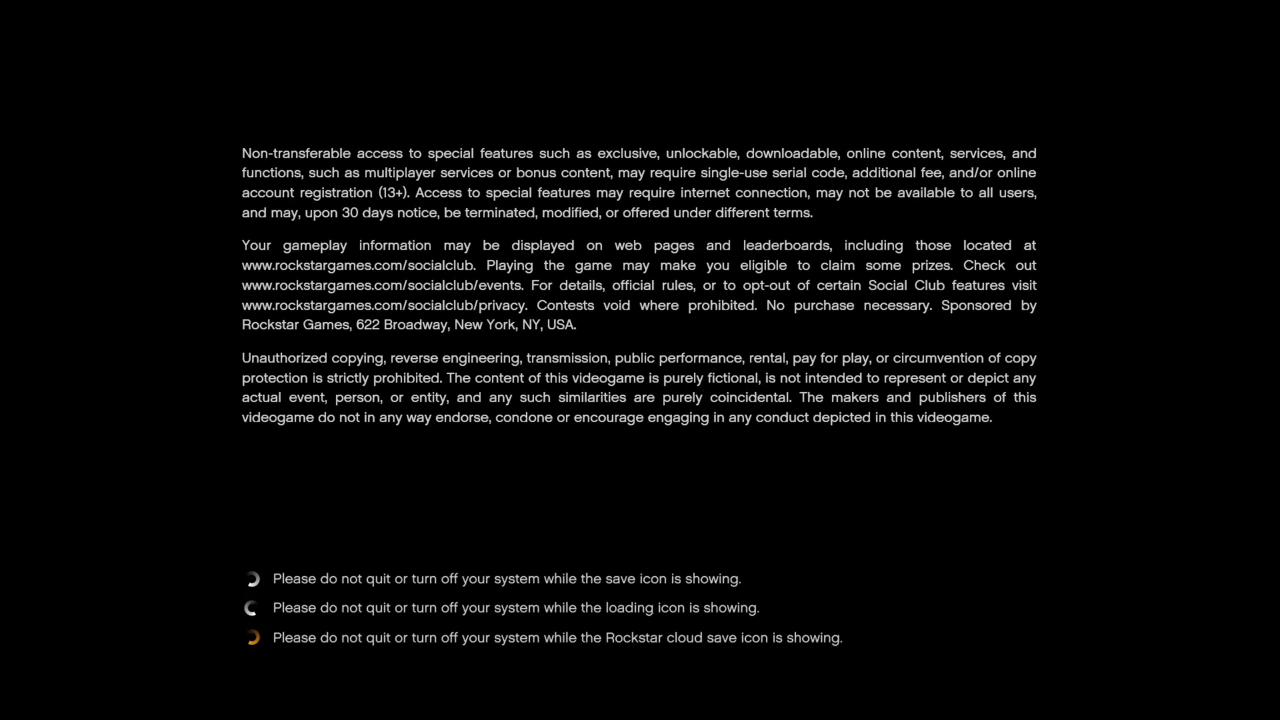 Non-transferable access to special features such as exclusive, unlockable, downloadable, online content, services, and
functions, such as multiplayer services or bonus content, may require single-use serial code, additional fee, and/or online
account registration (13+). Access to special features may require internet connection, may not be available to all users,
and may, upon 30 days notice, be terminated, modified, or offered under different terms.
Your gameplay information may be displayed on web pages and leaderboards, including those located at
www.rockstargames.com/socialclub. Playing the game may make you eligible to claim some prizes. Check out
www.rockstargames.com/socialclub/events. For details, official rules, or to opt-out of certain Social Club features visit
www.rockstargames.com/socialclub/privacy. Contests void where prohibited. No purchase necessary. Sponsored by
Rockstar Games, 622 Broadway, New York, NY, USA.
Unauthorized copying, reverse engineering, transmission, public performance, rental, pay for play, or circumvention of copy
protection is strictly prohibited. The content of this videogame is purely fictional, is not intended to represent or depict any
actual event, person, or entity, and any such similarities are purely coincidental. The makers and publishers of this
videogame do not in any way endorse, condone or encourage engaging in any conduct depicted in this videogame.
Please do not quit or turn off your system while the save icon is showing.
Please do not quit or turn off your system while the loading icon is showing.
Please do not quit or turn off your system while the Rockstar cloud save icon is showing.